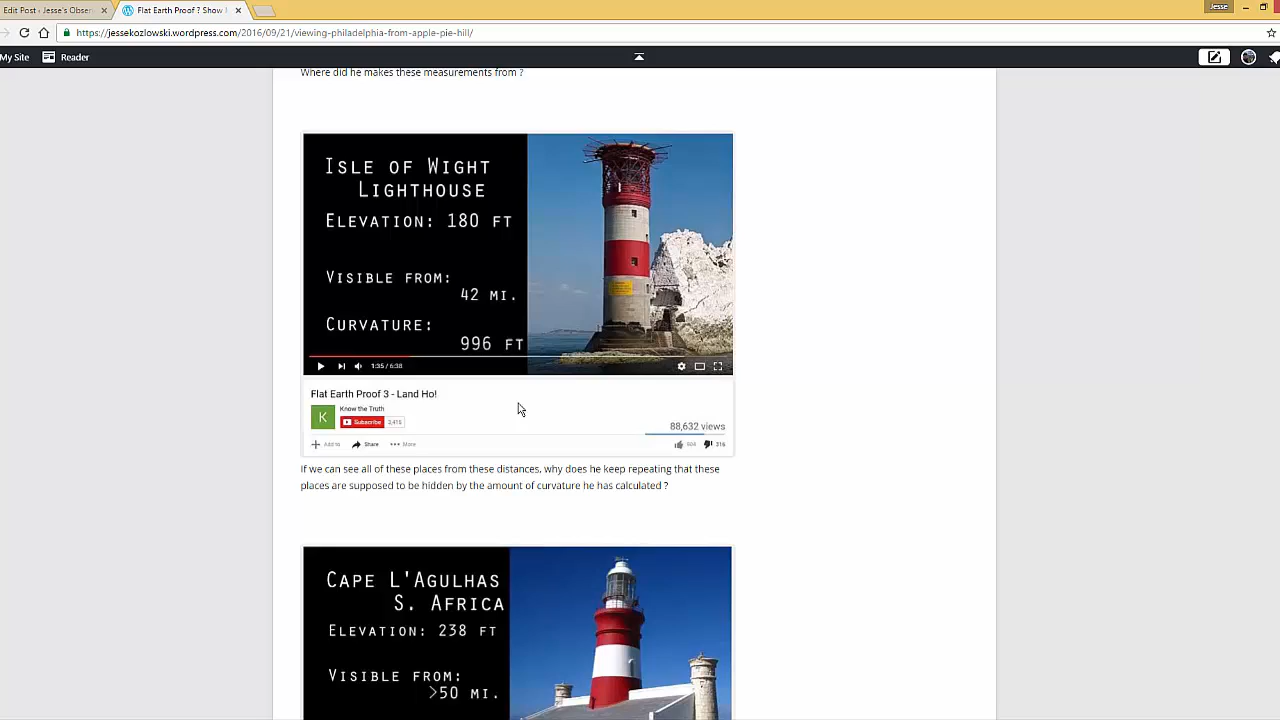 Edit Post ‹ Jesse's Obser
Flat Earth Proof ? Show
Jesse
https://jessekozlowski.wordpress.com/2016/09/21/viewing-philadelphia-from-apple-pie-hill/
My Site
Reader
Where did he makes these measurements from ?
Isle of Wight
Lighthouse
Elevation: 180 ft
Visible from:
42 mi.
Curvature:
996 ft
1:35 / 6:38
Flat Earth Proof 3 - Land Ho!
K
Know the Truth
Subscribe
88,632 views
Add to
Share
More
316
If we can see all of these places from these distances, why does he keep repeating that these
places are supposed to be hidden by the amount of curvature he has calculated ?
Cape L'Agulhas
S. Africa
Elevation: 238 ft
Visible from:
>50 mi.